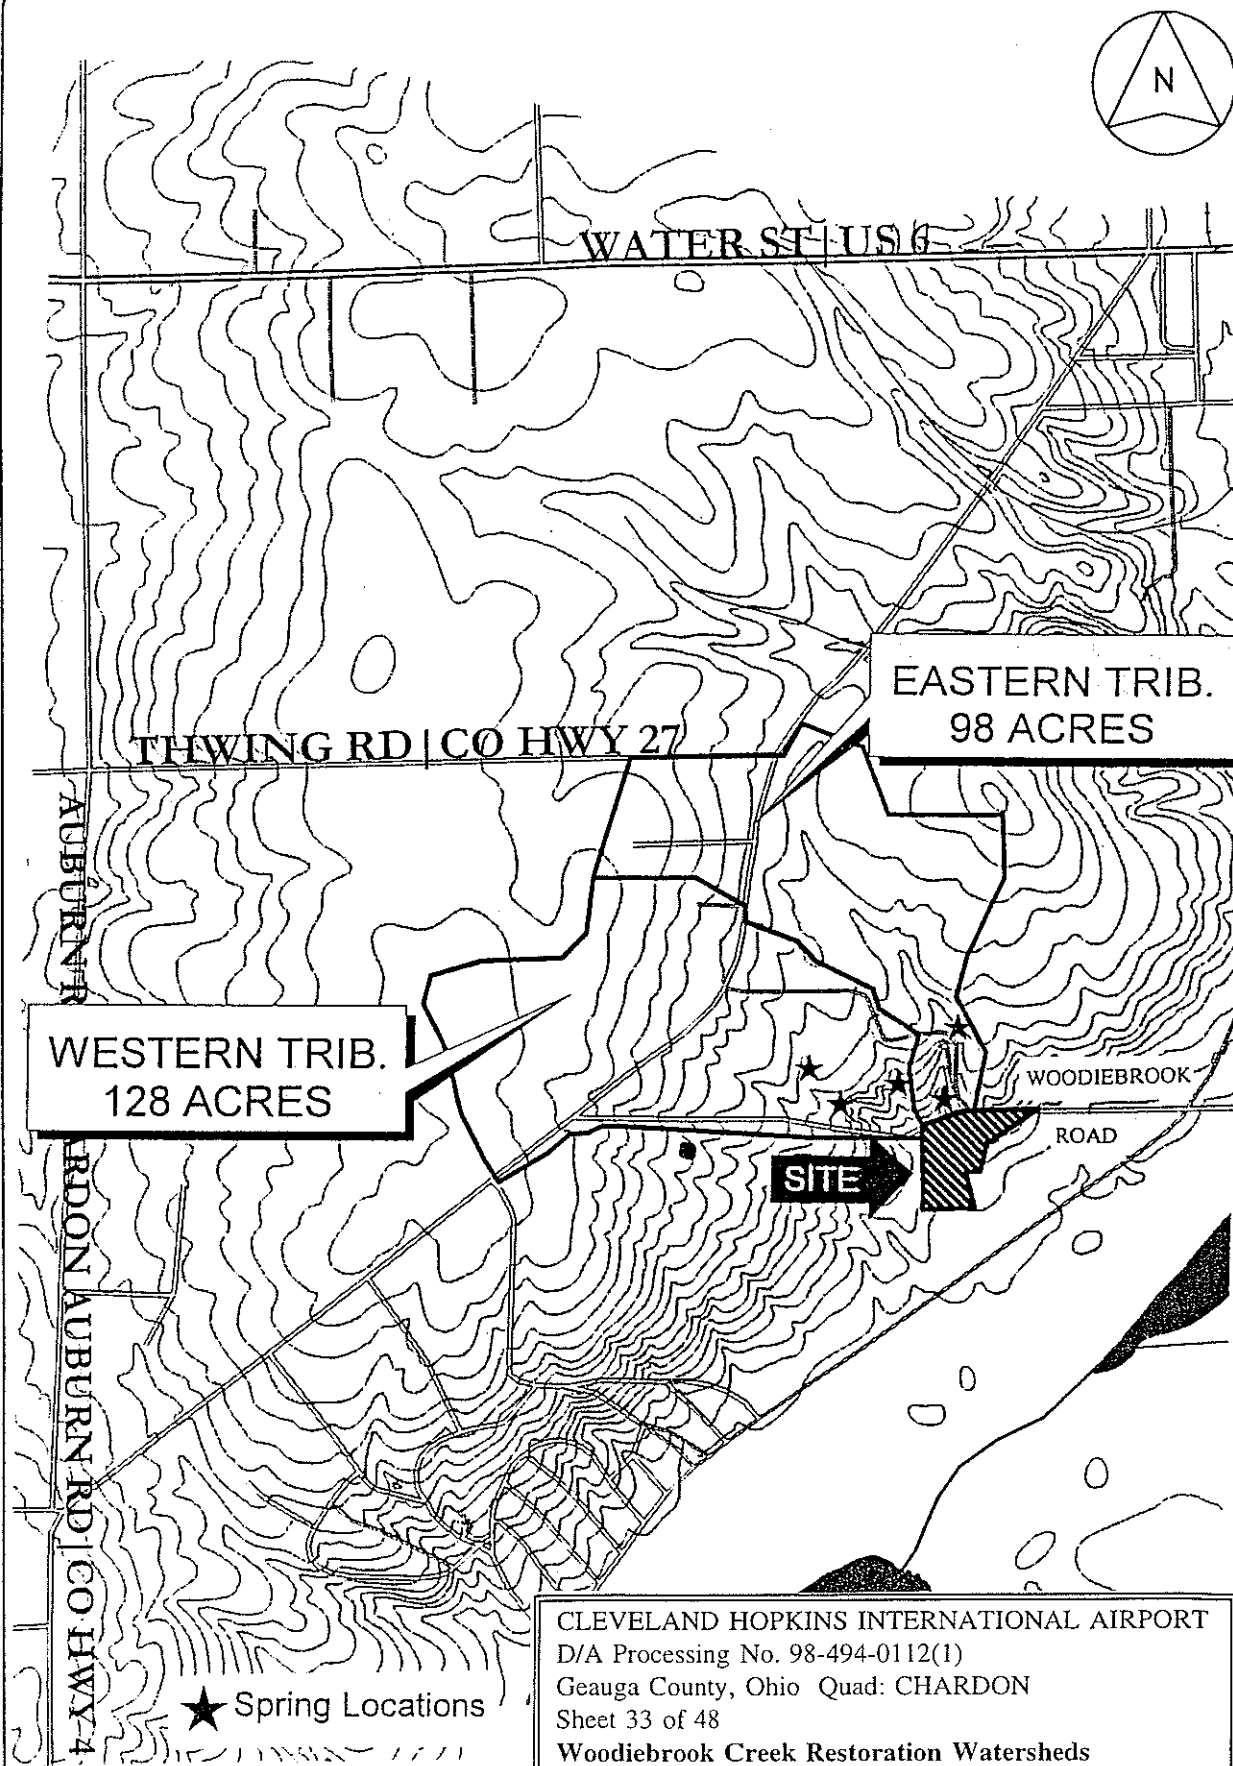 N
WATER ST | US 6
EASTERN TRIB.
98 ACRES
THWING RD | CO HWY 27
WESTERN TRIB.
128 ACRES
WOODIEBROOK
ROAD
SITE
AUBURN R
RDON AUBURN RD | CO HWY 4
Spring Locations
CLEVELAND HOPKINS INTERNATIONAL AIRPORT
D/A Processing No. 98-494-0112(1)
Geauga County, Ohio Quad: CHARDON
Sheet 33 of 48
Woodiebrook Creek Restoration Watersheds